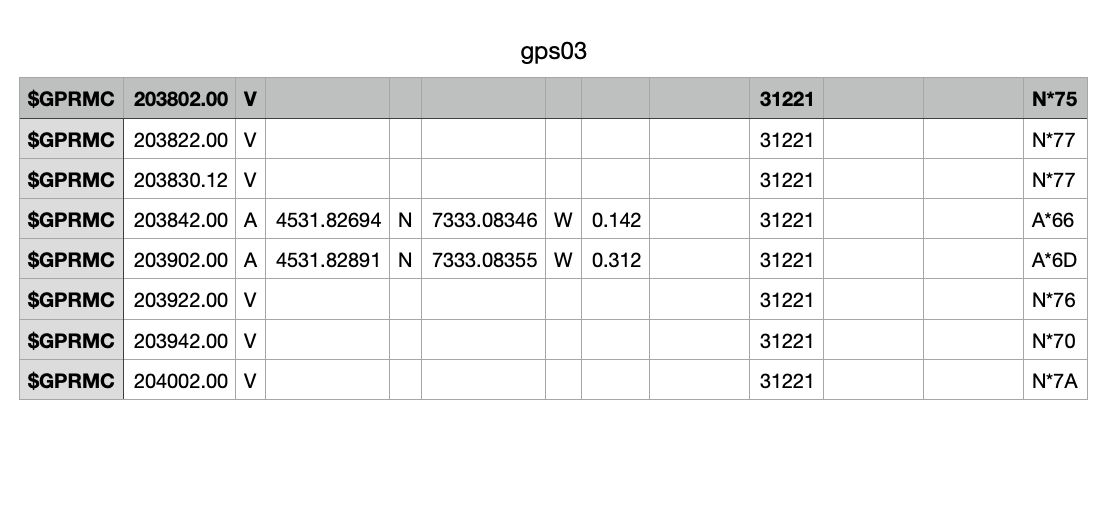 gps03
$GPRMC 203802.00 V 31221 N*75
$GPRMC 203822.00 V 31221 N*77
$GPRMC 203830.12 V 31221 N*77
$GPRMC 203842.00 A 4531.82694 N 7333.08346 W 0.142 31221 A*66
$GPRMC 203902.00 A 4531.82891 N 7333.08355 W 0.312 31221 A*6D
$GPRMC 203922.00 V 31221 N*76
$GPRMC 203942.00 V 31221 N*70
$GPRMC 204002.00 V 31221 N*7A